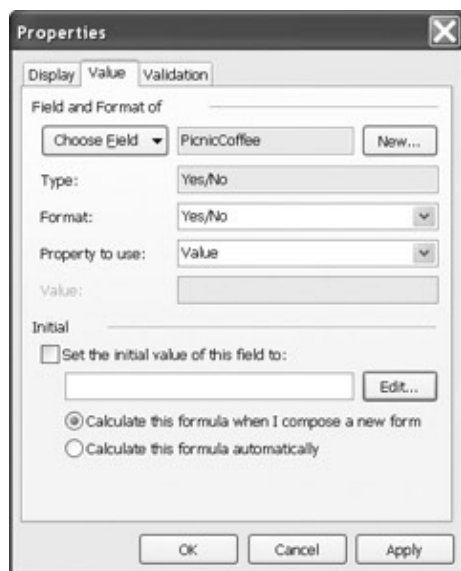 Properties
Display Value Validation
Field and Format of
Choose Field PicnicCoffee New...
Type: Yes/No
Format: Yes/No
Property to use: Value
Value:
Initial
Set the initial value of this field to:
Edit...
Calculate this formula when I compose a new form
Calculate this formula automatically
OK Cancel Apply